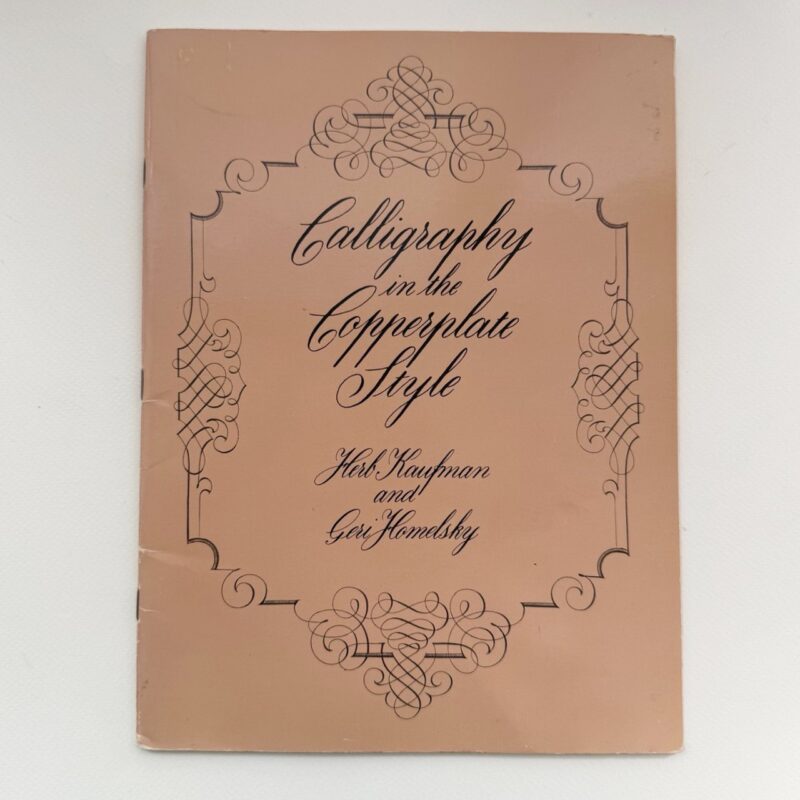 Calligraphy
in the
Copperplate
Style
Herb Kaufman
and
Geri Homelsky